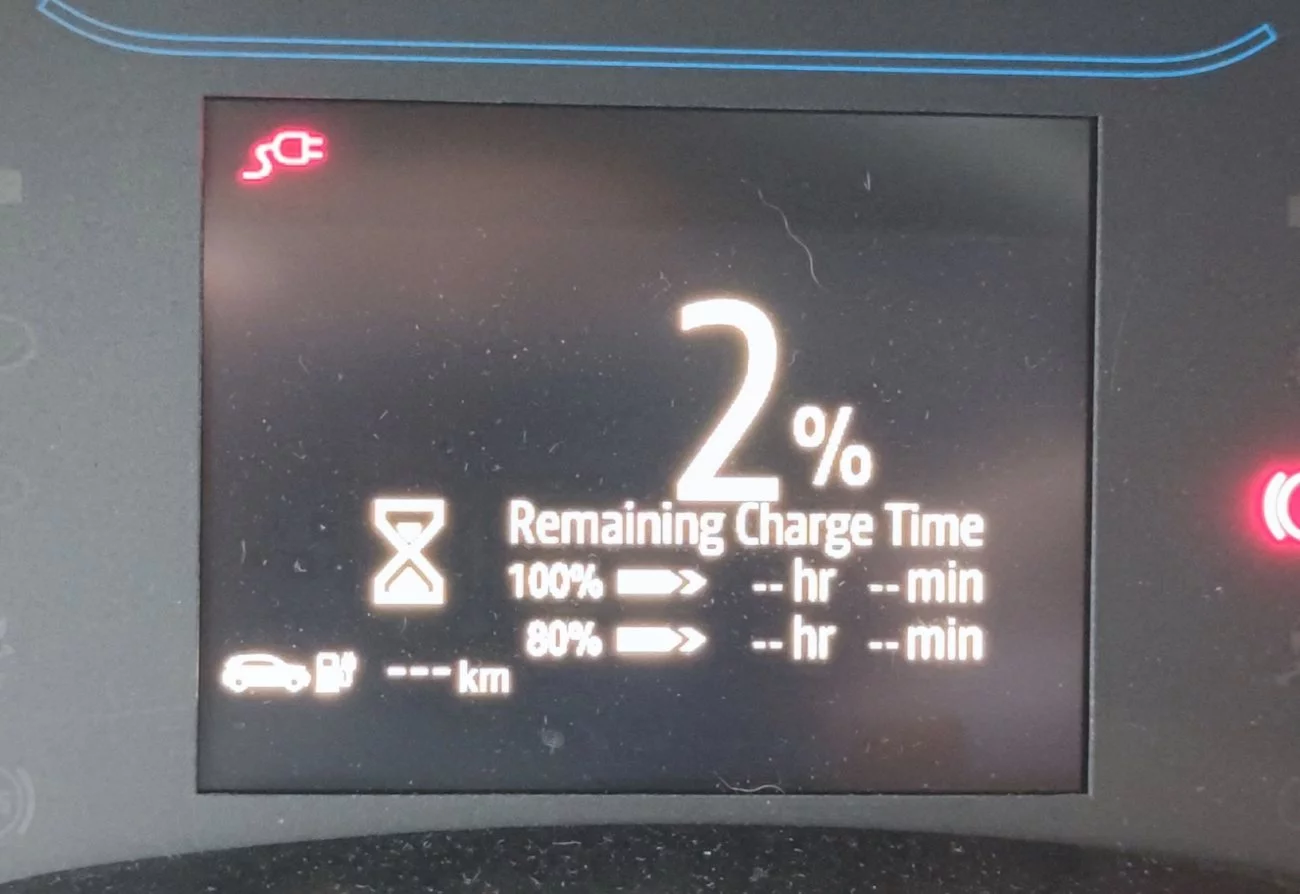 2 %
Remaining Charge Time
100% -- hr -- min
80% -- hr -- min
--- km